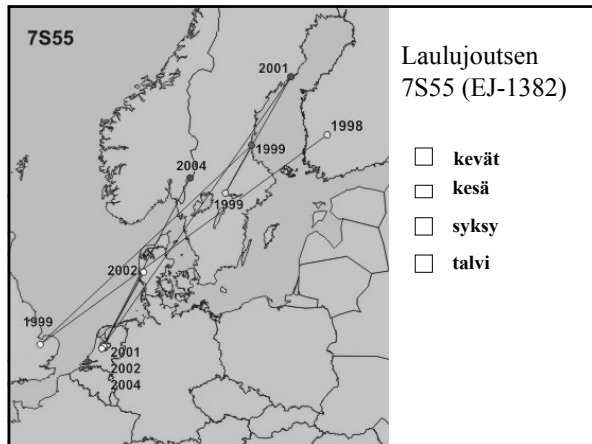 7S55
2001
1998
1999
2004
1999
2002
1999
2001
2002
2004
Laulujoutsen
7S55 (EJ-1382)
kevät
kesä
syksy
talvi